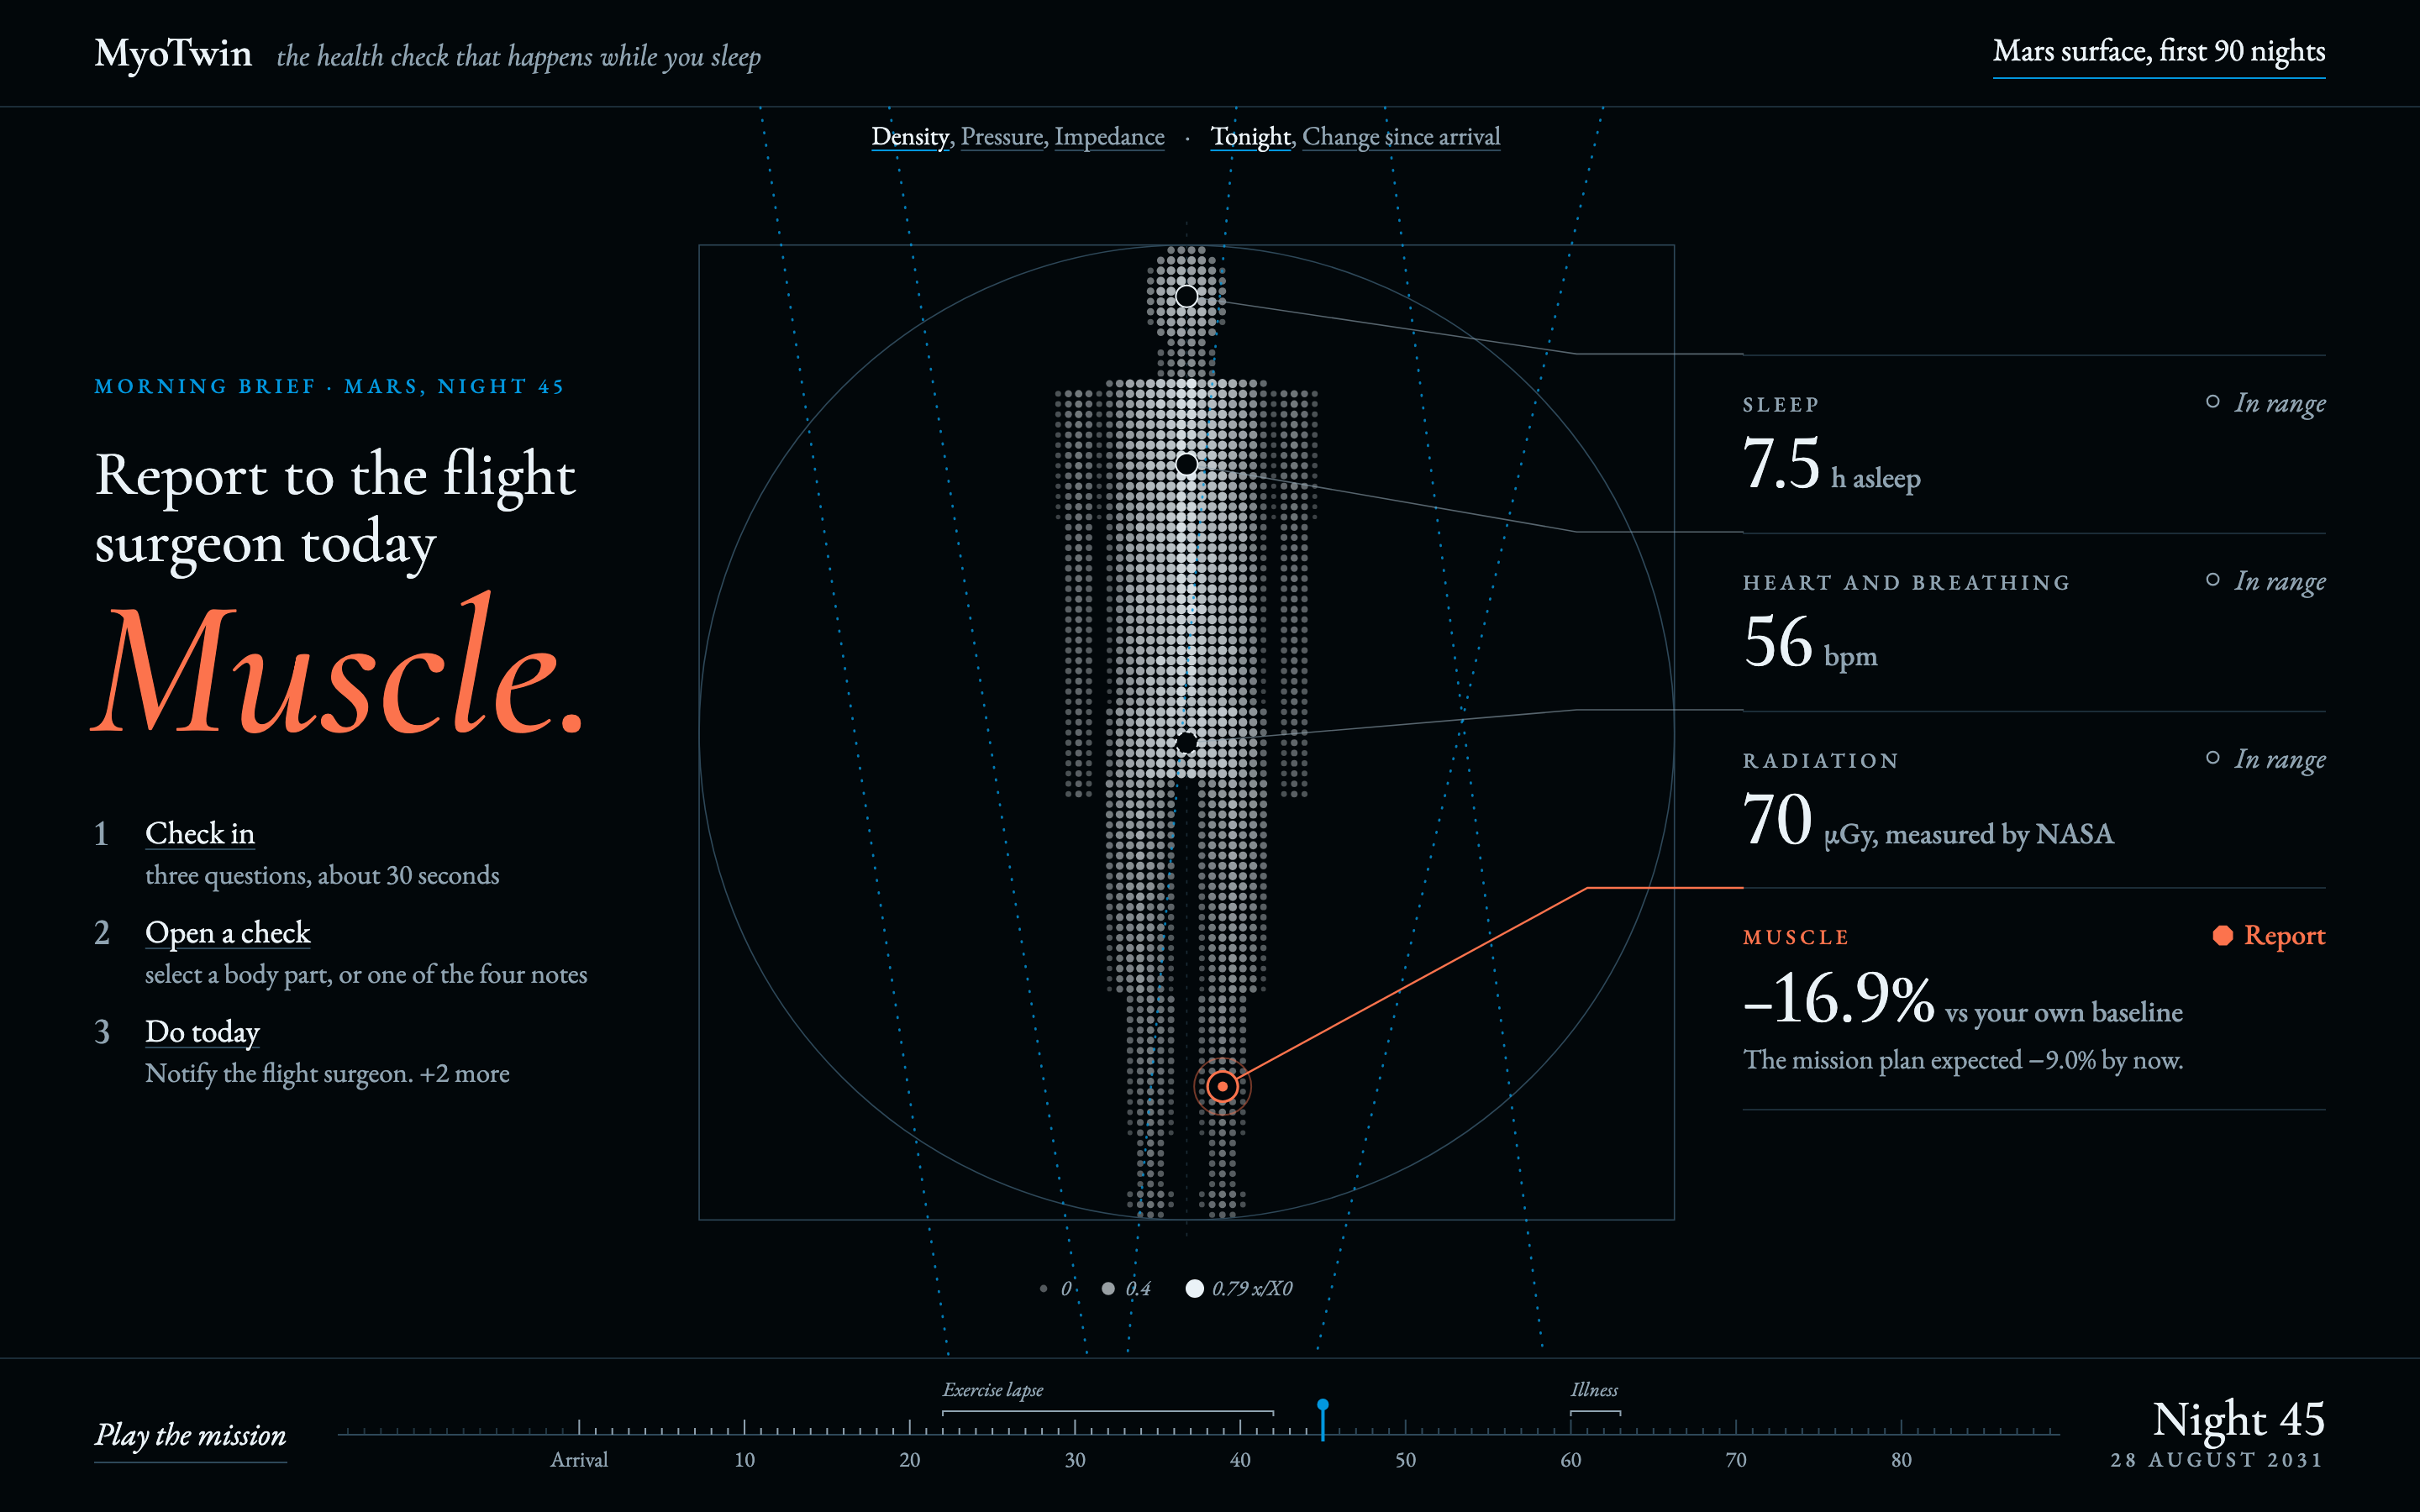 MyoTwin the health check that happens while you sleep
Mars surface, first 90 nights
Density, Pressure, Impedance · Tonight, Change since arrival
MORNING BRIEF · MARS, NIGHT 45
Report to the flight
surgeon today
Muscle.
1 Check in
three questions, about 30 seconds
2 Open a check
select a body part, or one of the four notes
3 Do today
Notify the flight surgeon. +2 more
SLEEP In range
7.5 h asleep
HEART AND BREATHING In range
56 bpm
RADIATION In range
70 μGy, measured by NASA
MUSCLE Report
–16.9% vs your own baseline
The mission plan expected –9.0% by now.
0 0.4 0.79 x/X0
Exercise lapse Illness
Play the mission
Arrival 10 20 30 40 50 60 70 80
Night 45
28 AUGUST 2031